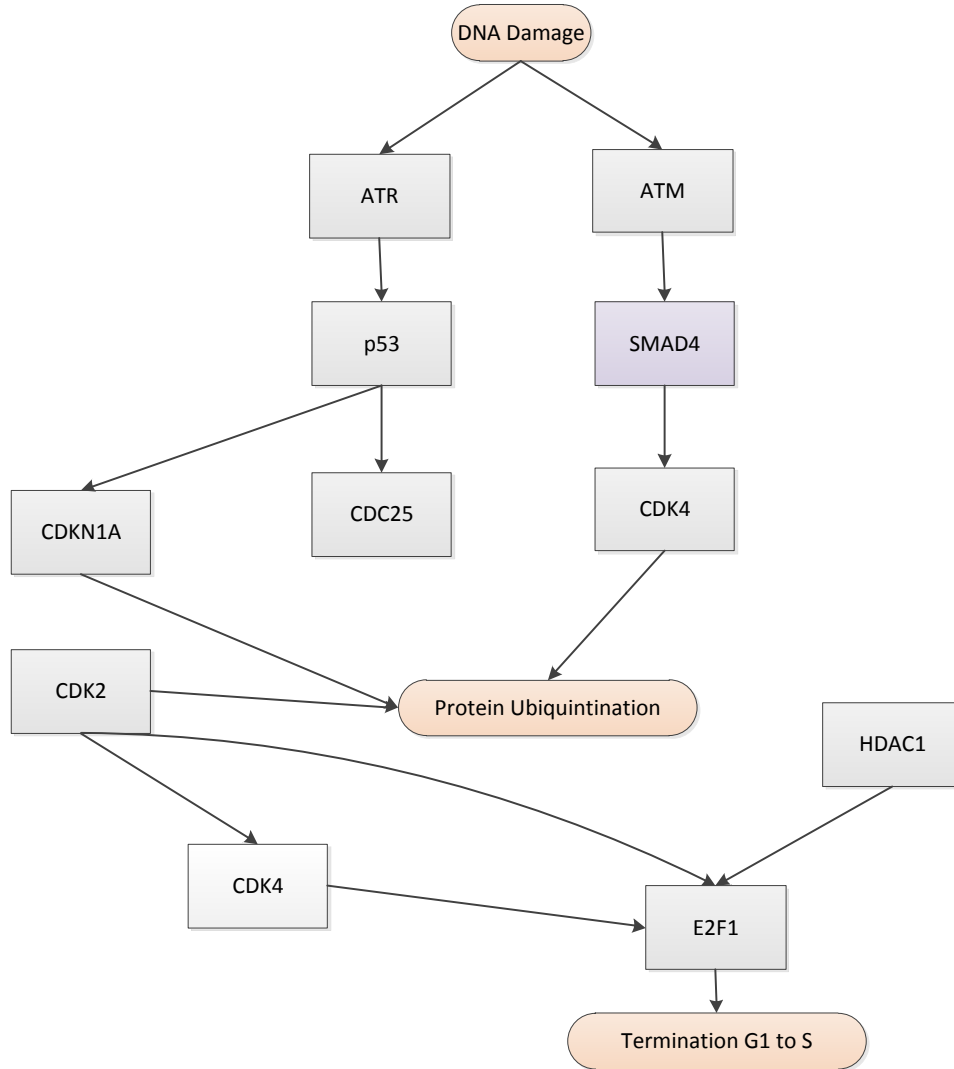 DNA Damage
ATR
ATM
p53
SMAD4
CDKN1A
CDC25
CDK4
CDK2
Protein Ubiquintination
HDAC1
CDK4
E2F1
Termination G1 to S